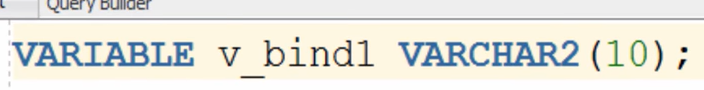 Query Builder
VARIABLE v_bind1 VARCHAR2(10);